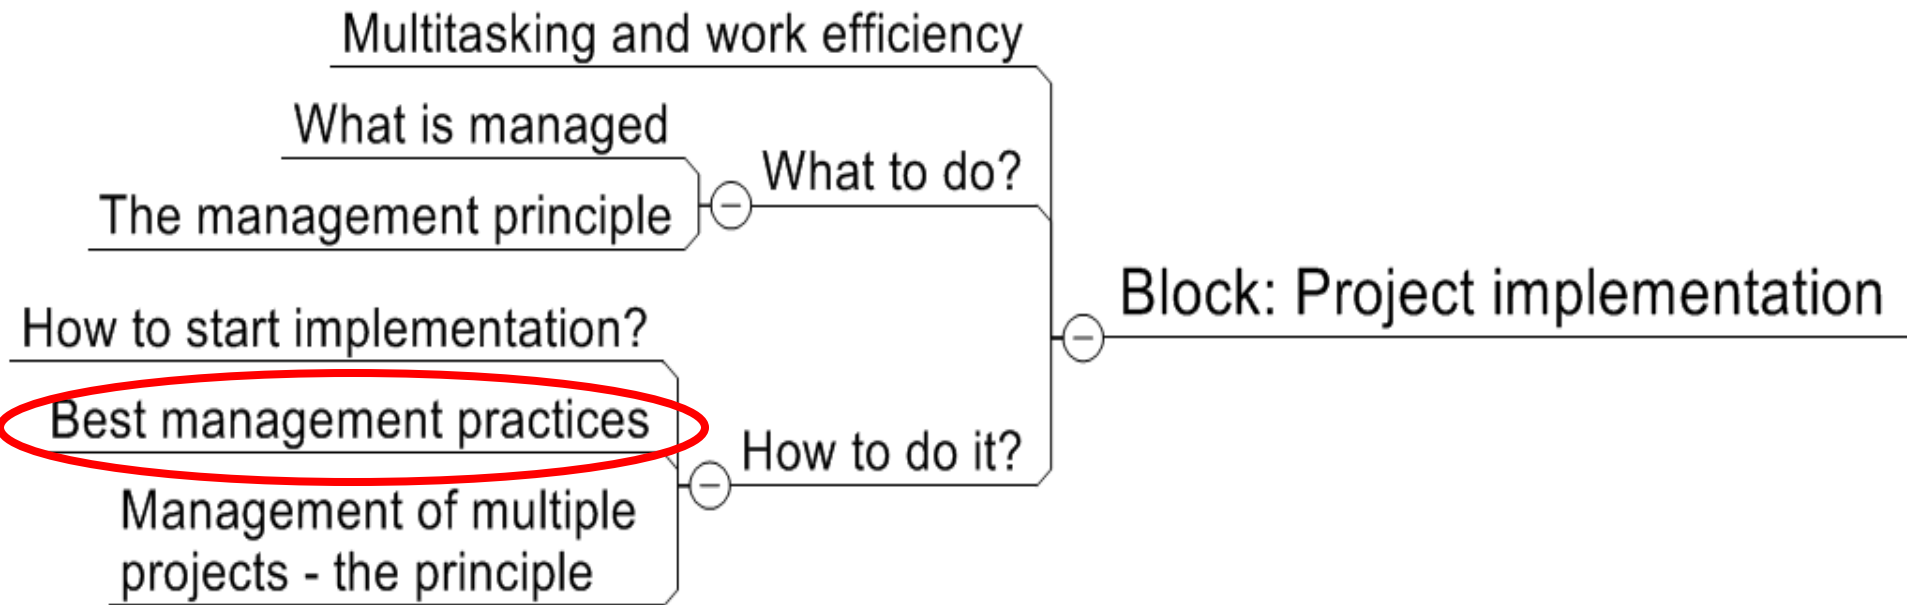 Multitasking and work efficiency
What is managed
What to do?
The management principle
Block: Project implementation
How to start implementation?
Best management practices
How to do it?
Management of multiple
projects - the principle